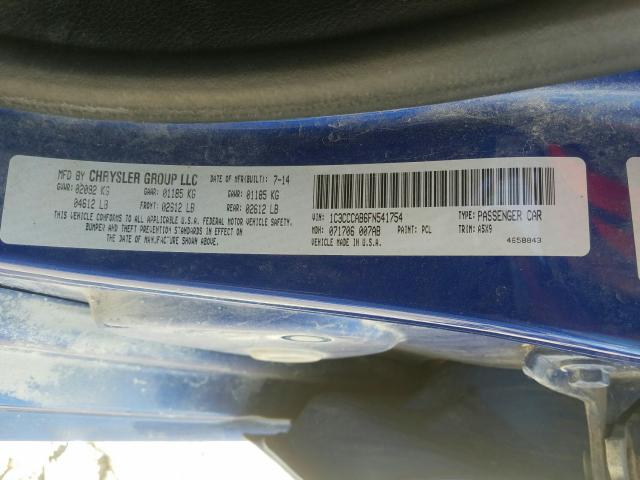 MFD BY CHRYSLER GROUP LLC DATE OF MFR(BUILT): 7-14
GVWR: 02092 KG GAWR: 01185 KG GAWR: 01185 KG
04612 LB FRONT: 02612 LB REAR: 02612 LB
THIS VEHICLE CONFORMS TO ALL APPLICABLE U.S.A. FEDERAL MOTOR VEHICLE SAFETY,
BUMPER AND THEFT PREVENTION STANDARDS IN EFFECT ON
THE DATE OF MANUFACTURE SHOWN ABOVE.
VIN: 1C3CCCAB6FN541754 TYPE: PASSENGER CAR
MDH: 071706 007AB PAINT: PCL TRIM: A5X9
VEHICLE MADE IN U.S.A. 4658843